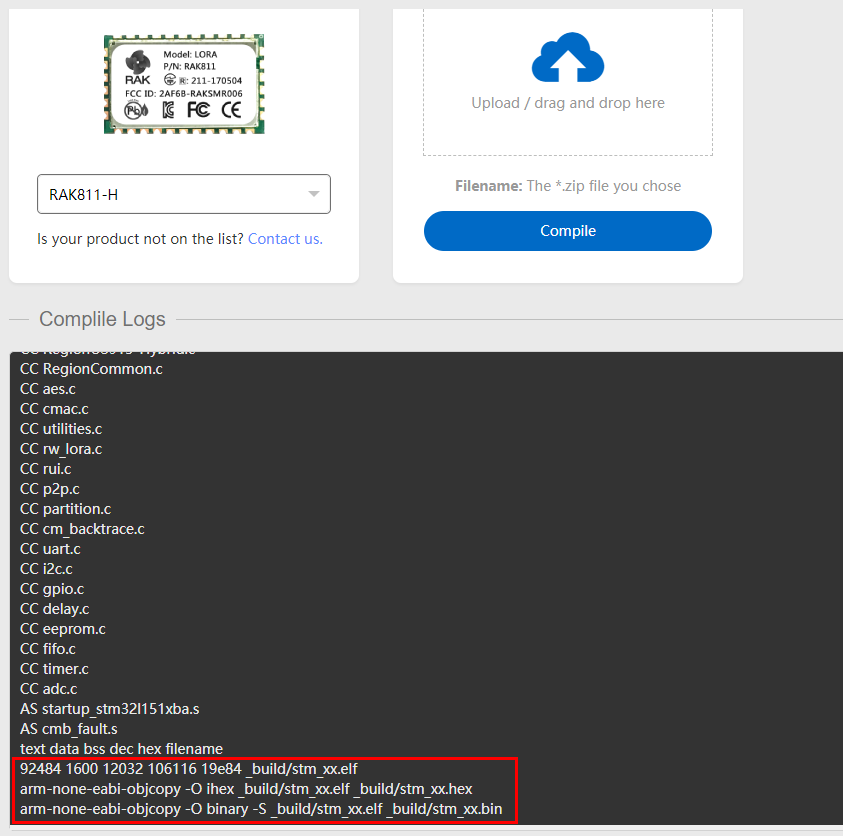 Model: LORA
P/N: RAK811
RAK
R: 211-170504
FCC ID: 2AF6B-RAKSMR006
Pb
FC CE
RAK811-H
Is your product not on the list? Contact us.
Upload / drag and drop here
Filename: The *.zip file you chose
Compile
Complile Logs
CC RegionCommon.c
CC aes.c
CC cmac.c
CC utilities.c
CC rw_lora.c
CC rui.c
CC p2p.c
CC partition.c
CC cm_backtrace.c
CC uart.c
CC i2c.c
CC gpio.c
CC delay.c
CC eeprom.c
CC fifo.c
CC timer.c
CC adc.c
AS startup_stm32l151xba.s
AS cmb_fault.s
text data bss dec hex filename
92484 1600 12032 106116 19e84 _build/stm_xx.elf
arm-none-eabi-objcopy -O ihex _build/stm_xx.elf _build/stm_xx.hex
arm-none-eabi-objcopy -O binary -S _build/stm_xx.elf _build/stm_xx.bin